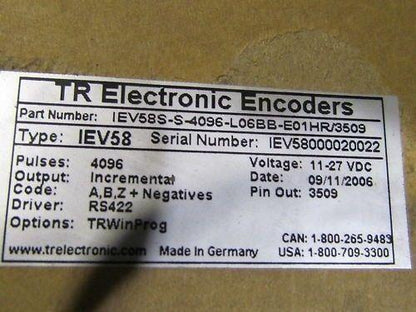 TR Electronic Encoders
Part Number: IEV58S-S-4096-L06BB-E01HR/3509
Type: IEV58 Serial Number: IEV58000020022
Pulses: 4096 Voltage: 11-27 VDC
Output: Incremental Date: 09/11/2006
Code: A,B,Z + Negatives Pin Out: 3509
Driver: RS422
Options: TRWinProg
CAN: 1-800-265-9483
www.trelectronic.com Made In Germany USA: 1-800-709-3300